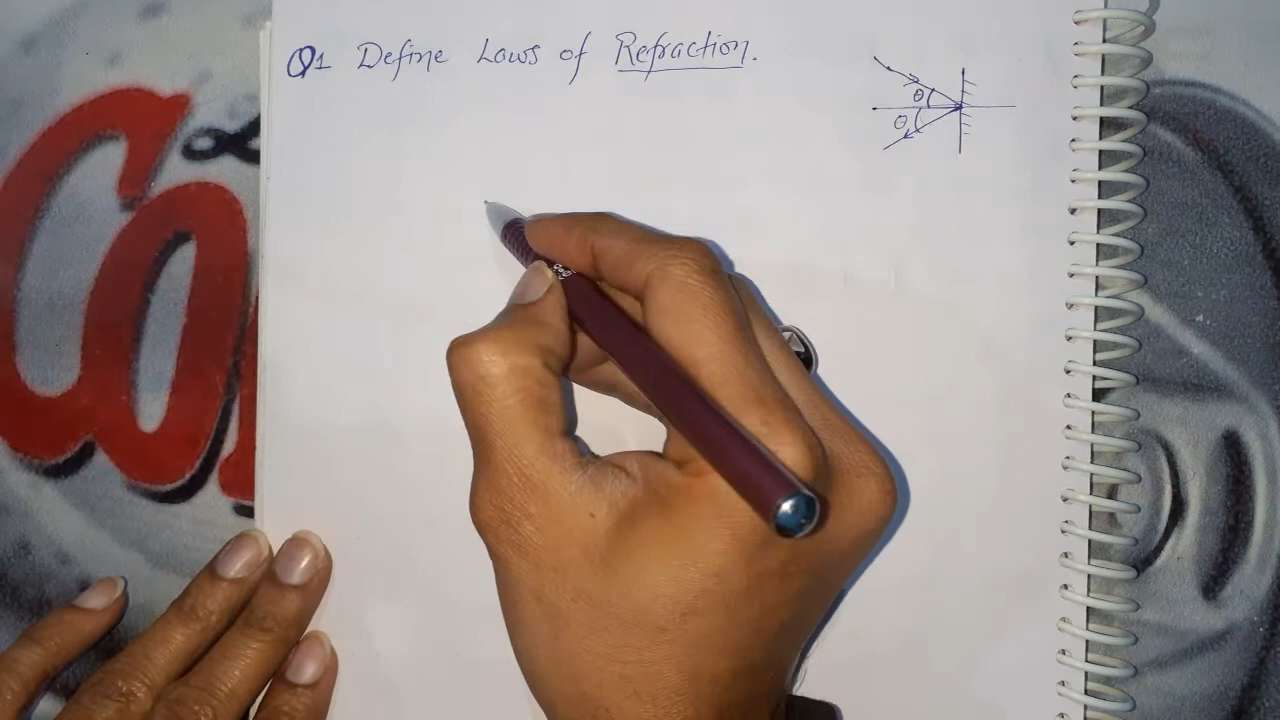 Q1 Define Laws of Refraction.
θ
θ